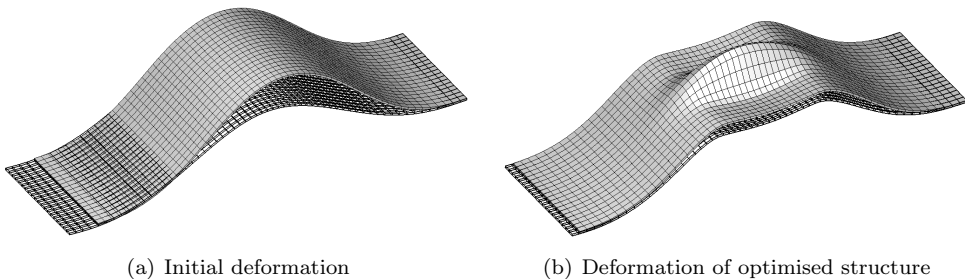 (a) Initial deformation
(b) Deformation of optimised structure